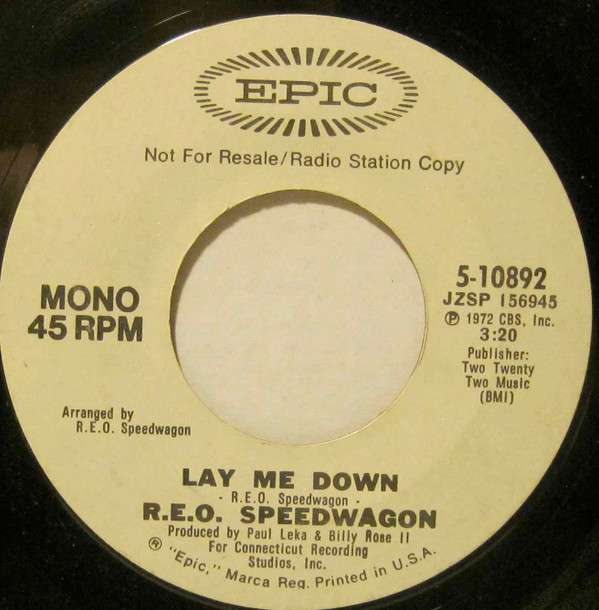 EPIC
Not For Resale/Radio Station Copy
MONO
45 RPM
5-10892
JZSP 156945
℗ 1972 CBS, Inc.
3:20
Publisher:
Two Twenty
Two Music
(BMI)
Arranged by
R.E.O. Speedwagon
LAY ME DOWN
- R.E.O. Speedwagon -
R.E.O. SPEEDWAGON
Produced by Paul Leka & Billy Rose II
For Connecticut Recording
Studios, Inc.
® "Epic," Marca Reg. Printed in U.S.A.